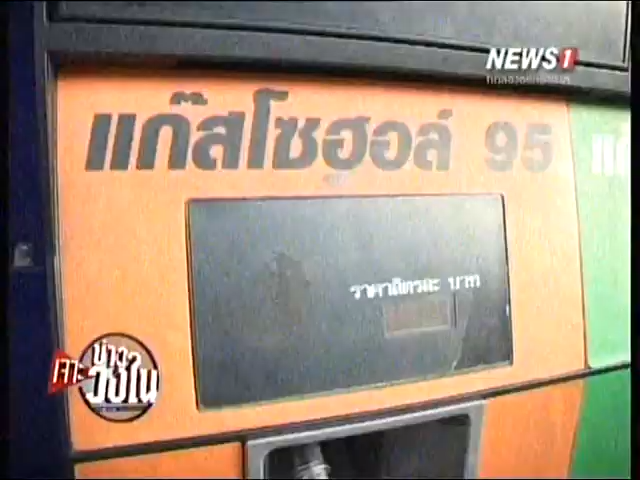 NEWS1
แก๊สโซฮอล์ 95
ราคาลิตรละ บาท
เจาะ
ข่าว
วงใน